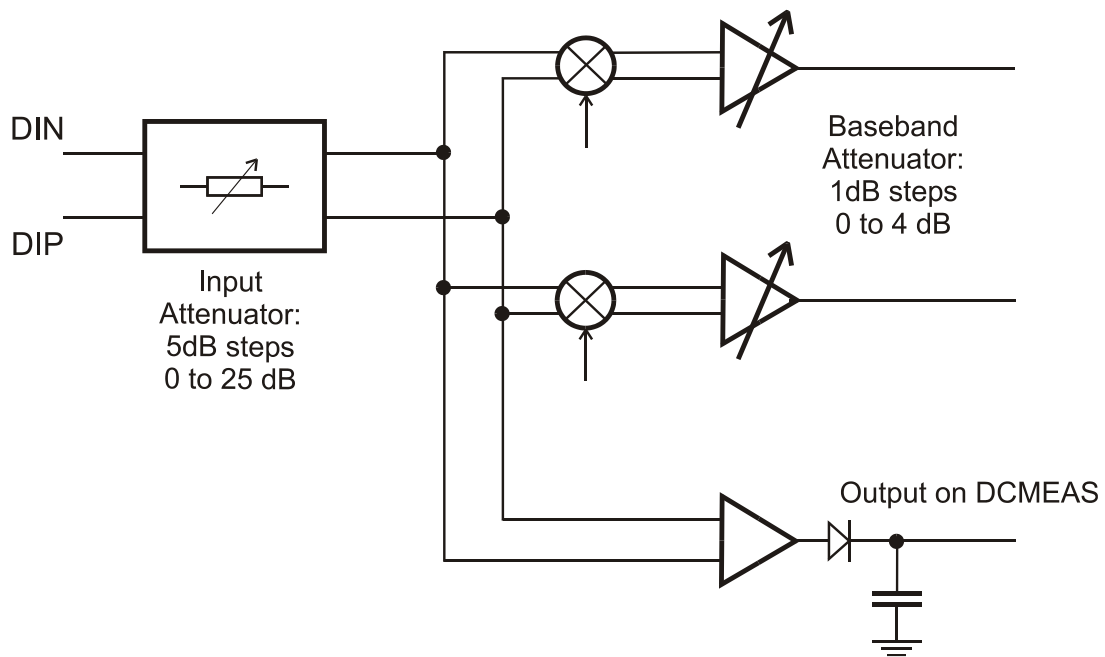 DIN
DIP
Input
Attenuator:
5dB steps
0 to 25 dB
Baseband
Attenuator:
1dB steps
0 to 4 dB
Output on DCMEAS